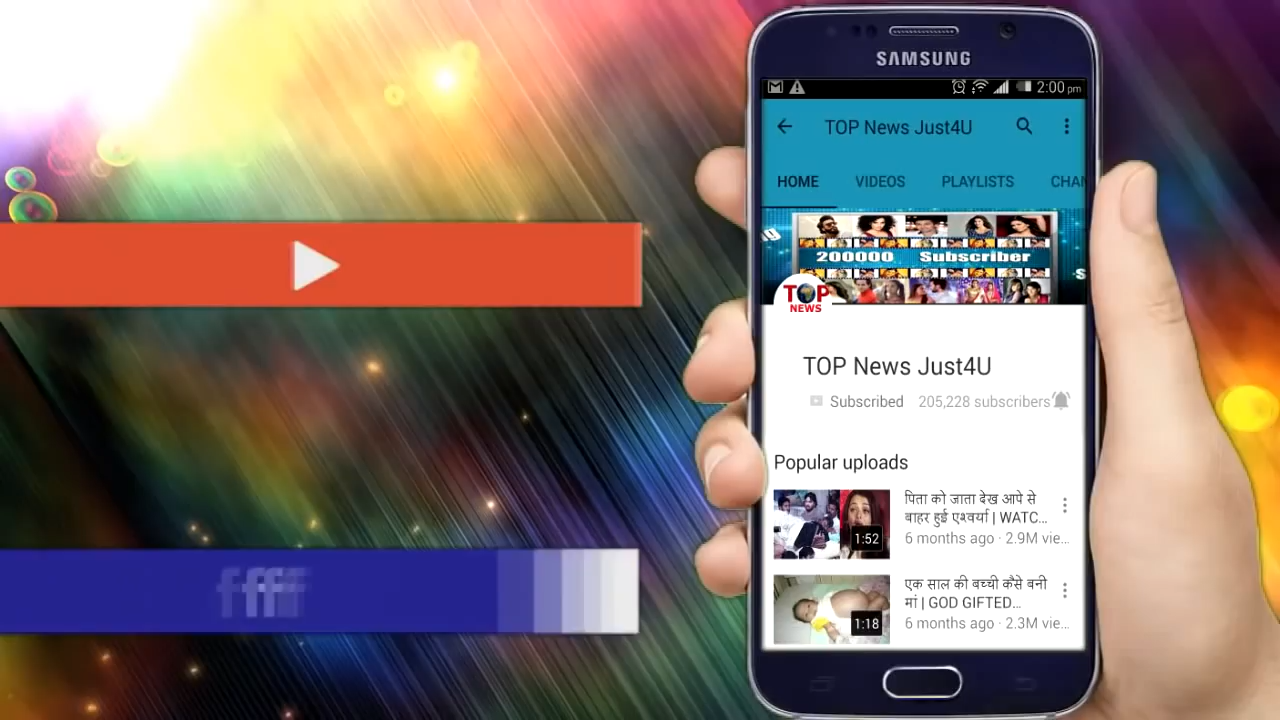 SAMSUNG
2:00 pm
TOP News Just4U
HOME VIDEOS PLAYLISTS CHAN
200000 Subscriber
TOP
NEWS
TOP News Just4U
Subscribed 205,228 subscribers
Popular uploads
पिता को जाता देख आपे से
बाहर हुई एश्वर्या | WATC...
6 months ago · 2.9M vie...
1:52
एक साल की बच्ची कैसे बनी
मां | GOD GIFTED...
6 months ago · 2.3M vie...
1:18